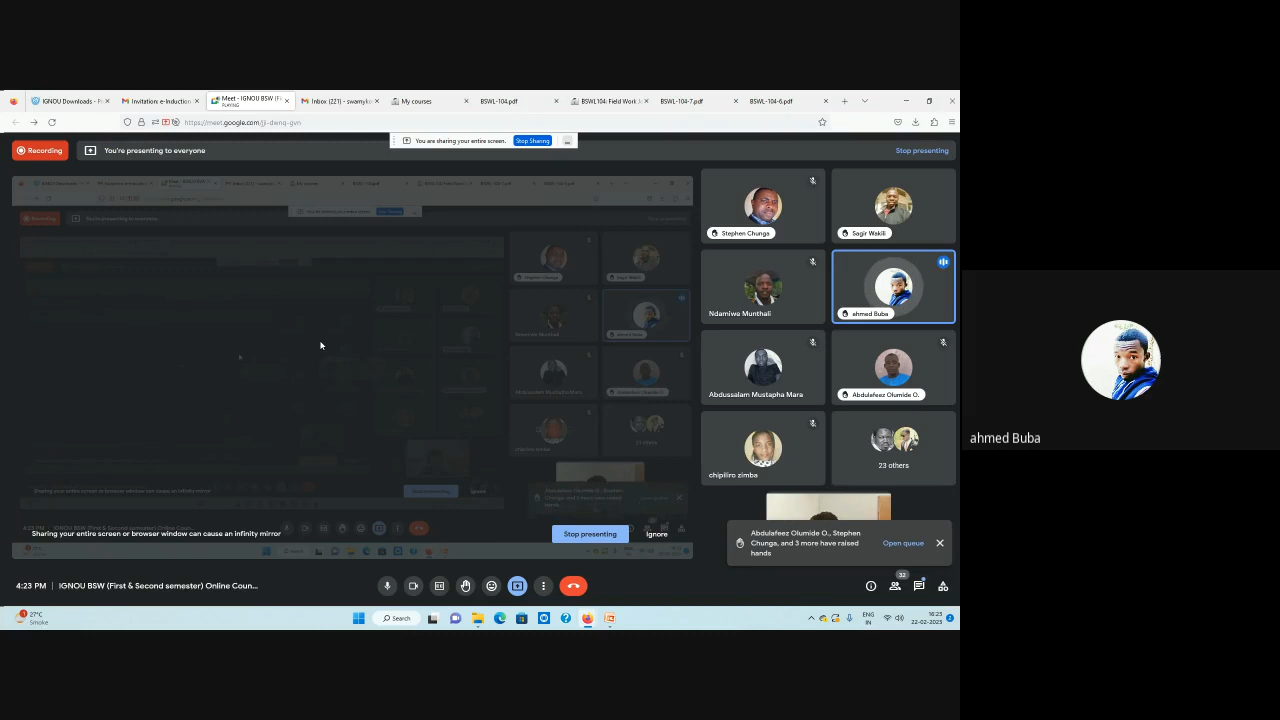 IGNOU Downloads - P
Invitation: e-Induction
Meet - IGNOU BSW (Fi
PLAYING
Inbox (221) - swamyik
My courses
BSWL-104.pdf
BSWL104: Field Work J
BSWL-104-7.pdf
BSWL-104-6.pdf
https://meet.google.com/
You are sharing your entire screen.
Stop Sharing
Recording
You're presenting to everyone
Stop presenting
Stephen Chunga
Sagir Wakili
Ndamiwe Munthali
ahmed Buba
Abdussalam Mustapha Mara
Abdulafeez Olumide O.
chipiliro zimba
23 others
ahmed Buba
Sharing your entire screen or browser window can cause an infinity mirror
Stop presenting
Ignore
Abdulafeez Olumide O., Stephen
Chunga, and 3 more have raised
hands
Open queue
4:23 PM | IGNOU BSW (First & Second semester) Online Coun...
32
27°C
Smoke
Search
ENG
IN
16:23
22-02-2023